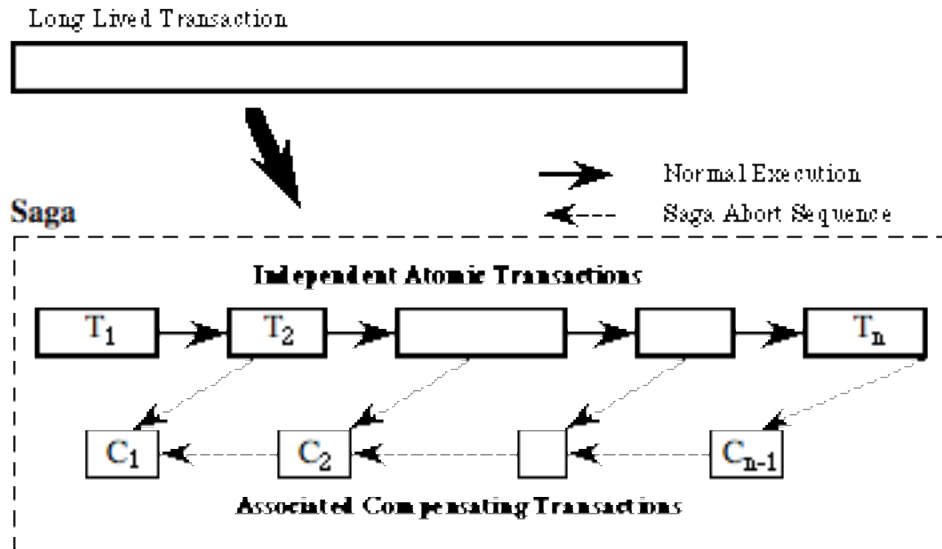 Long Lived Transaction
Normal Execution
Saga Abort Sequence
Saga
Independent Atomic Transactions
T1 T2 Tn
C1 C2 Cn-1
Associated Compensating Transactions